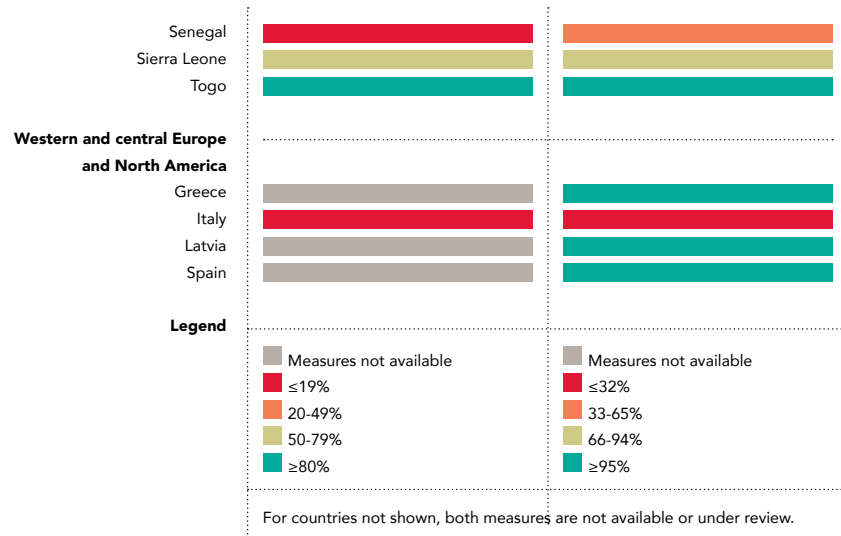 Senegal
Sierra Leone
Togo
Western and central Europe
and North America
Greece
Italy
Latvia
Spain
Legend
Measures not available
≤19%
20-49%
50-79%
≥80%
Measures not available
≤32%
33-65%
66-94%
≥95%
For countries not shown, both measures are not available or under review.